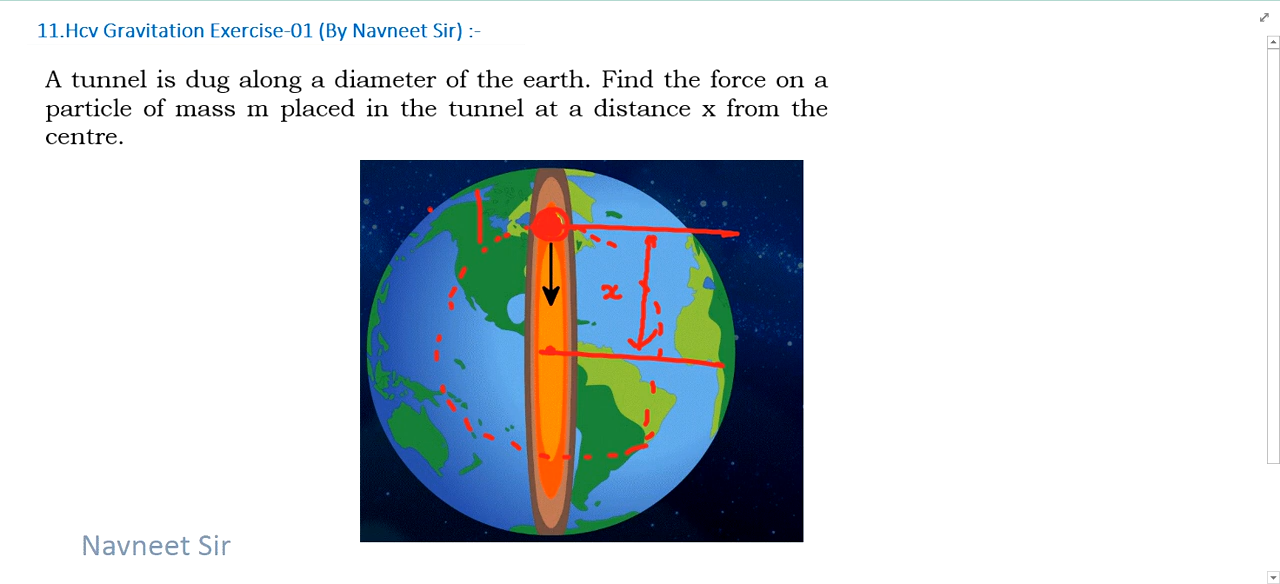 11.Hcv Gravitation Exercise-01 (By Navneet Sir) :-
A tunnel is dug along a diameter of the earth. Find the force on a
particle of mass m placed in the tunnel at a distance x from the
centre.
x
Navneet Sir